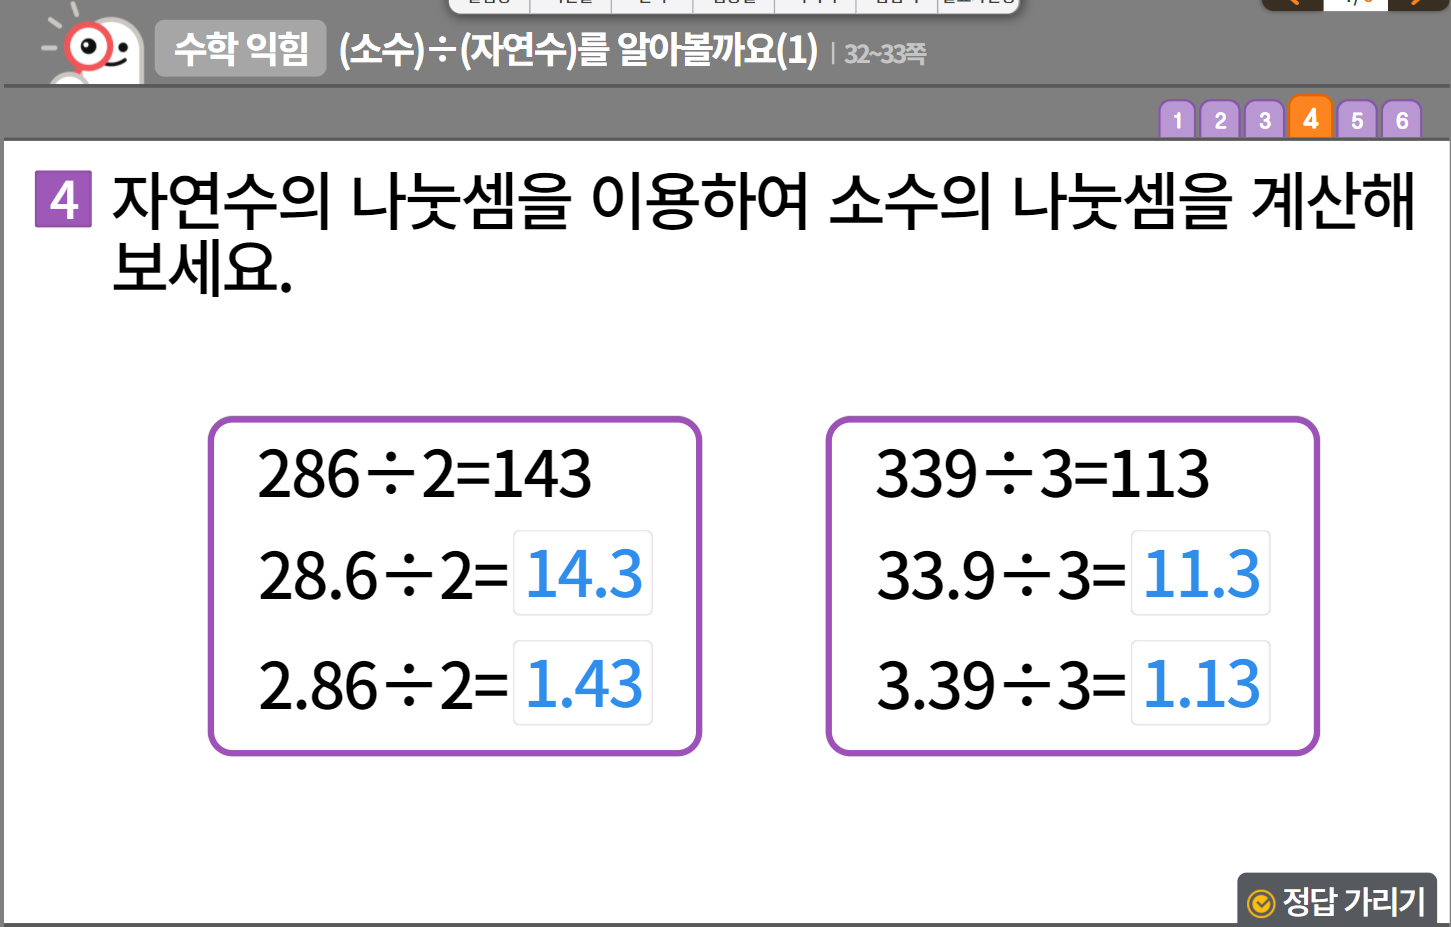 수학 익힘 (소수)÷(자연수)를 알아볼까요(1) | 32~33쪽
1 2 3 4 5 6
4 자연수의 나눗셈을 이용하여 소수의 나눗셈을 계산해
보세요.
286÷2=143
28.6÷2=14.3
2.86÷2=1.43
339÷3=113
33.9÷3=11.3
3.39÷3=1.13
정답 가리기